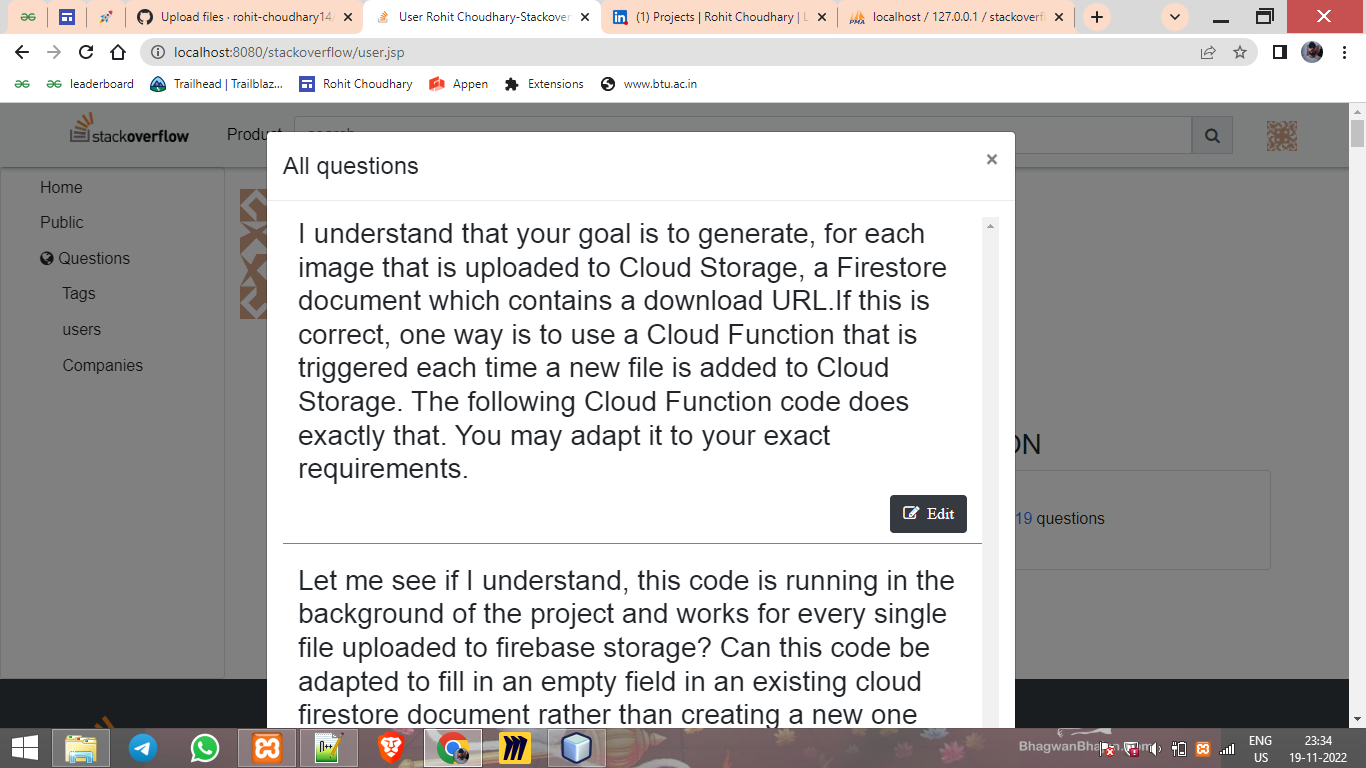 Upload files · rohit-choudhary14
User Rohit Choudhary-Stackover
(1) Projects | Rohit Choudhary | L
localhost / 127.0.0.1 / stackoverfl
localhost:8080/stackoverflow/user.jsp
leaderboard
Trailhead | Trailblaz...
Rohit Choudhary
Appen
Extensions
www.btu.ac.in
stackoverflow
Product
All questions
×
Home
Public
Questions
Tags
users
Companies
I understand that your goal is to generate, for each
image that is uploaded to Cloud Storage, a Firestore
document which contains a download URL.If this is
correct, one way is to use a Cloud Function that is
triggered each time a new file is added to Cloud
Storage. The following Cloud Function code does
exactly that. You may adapt it to your exact
requirements.
Edit
ON
19 questions
Let me see if I understand, this code is running in the
background of the project and works for every single
file uploaded to firebase storage? Can this code be
adapted to fill in an empty field in an existing cloud
firestore document rather than creating a new one
ENG
US
23:34
19-11-2022